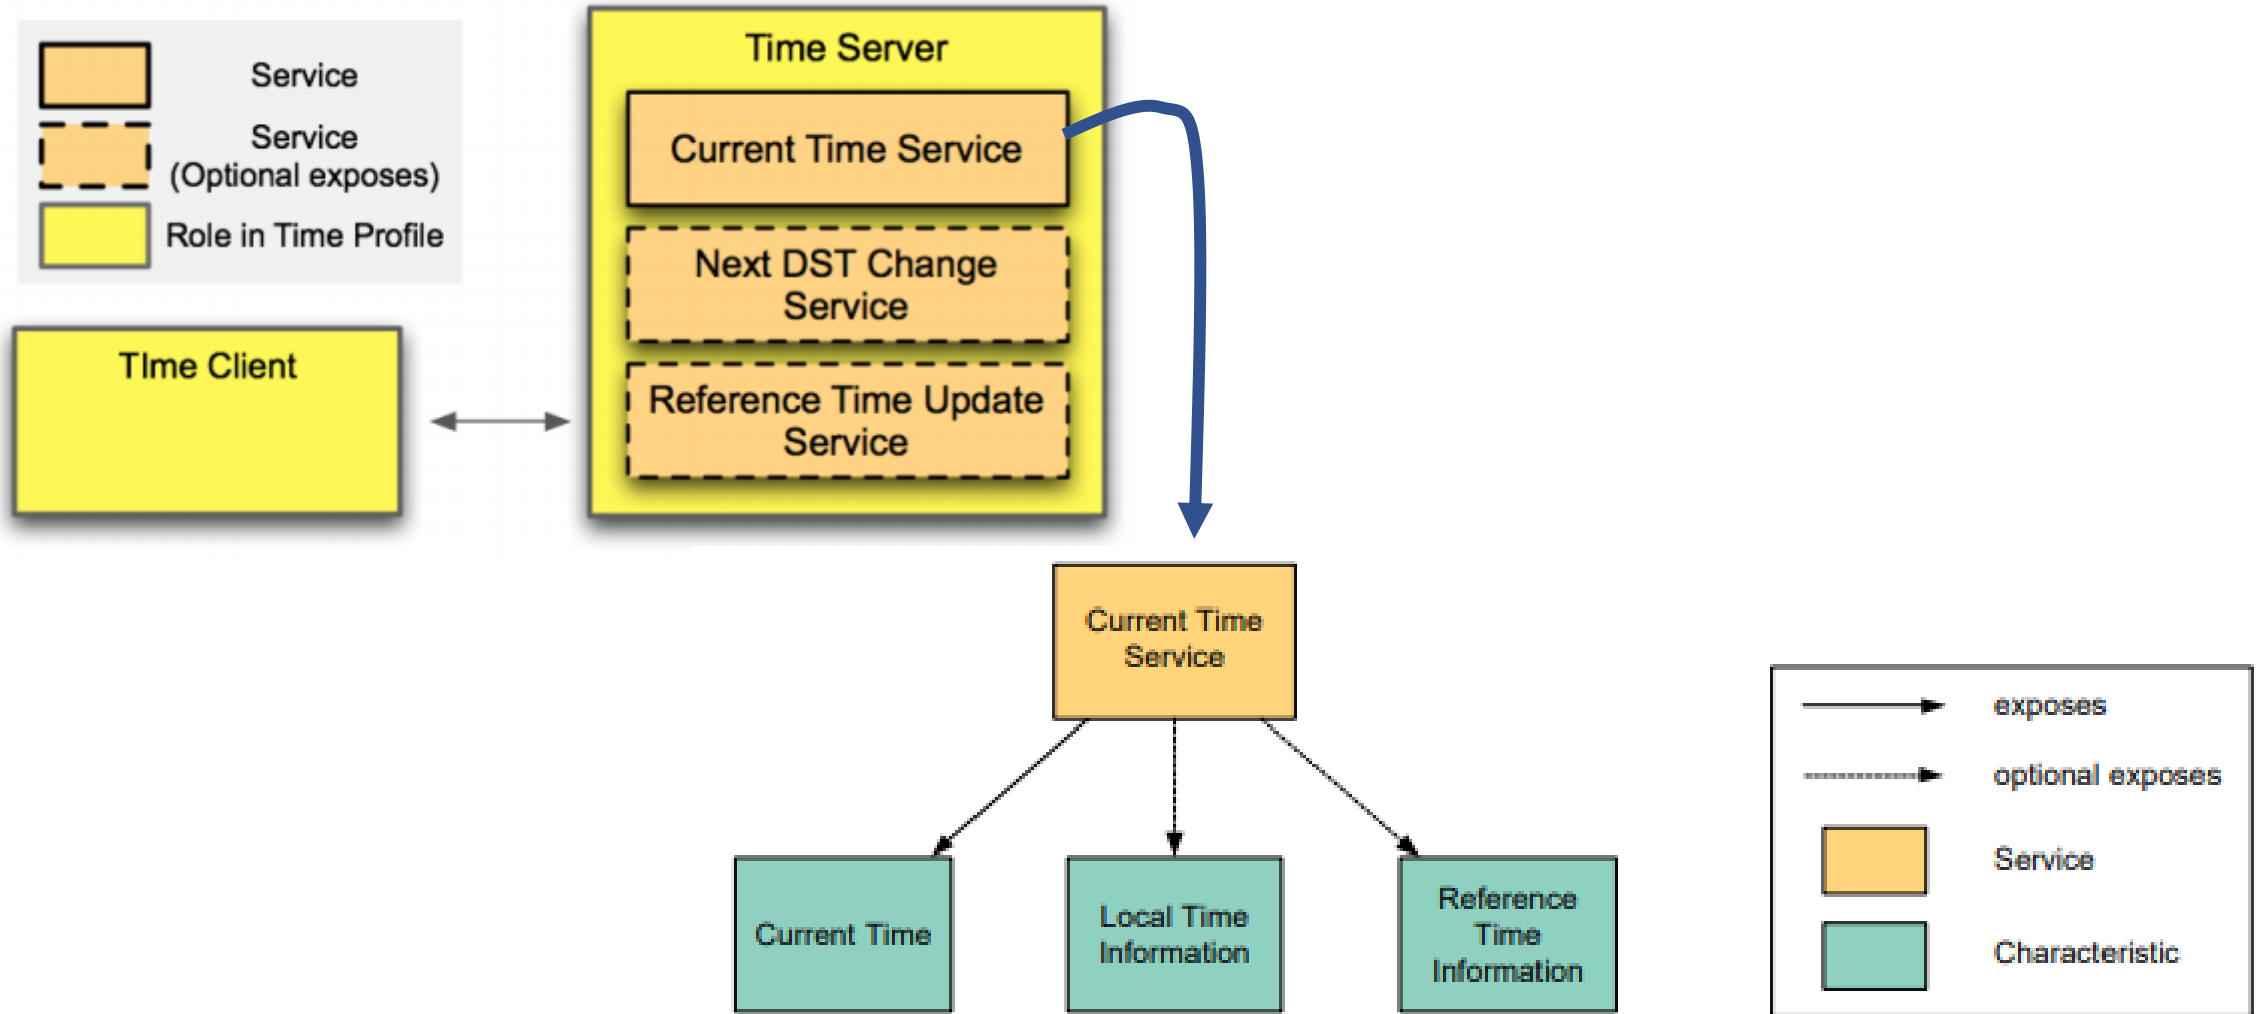 Service
Service
(Optional exposes)
Role in Time Profile
TIme Client
Time Server
Current Time Service
Next DST Change
Service
Reference Time Update
Service
Current Time
Service
Current Time
Local Time
Information
Reference
Time
Information
exposes
optional exposes
Service
Characteristic